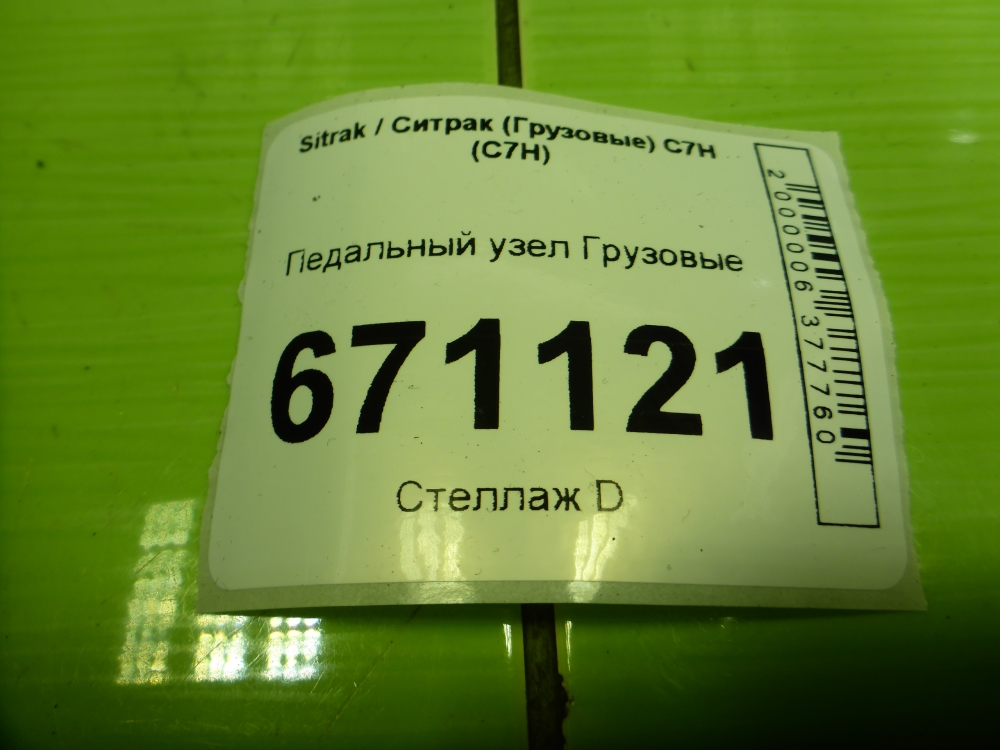 Sitrak / Ситрак (Грузовые) C7H
(C7H)
Педальный узел Грузовые
671121
Стеллаж D
2000006377760